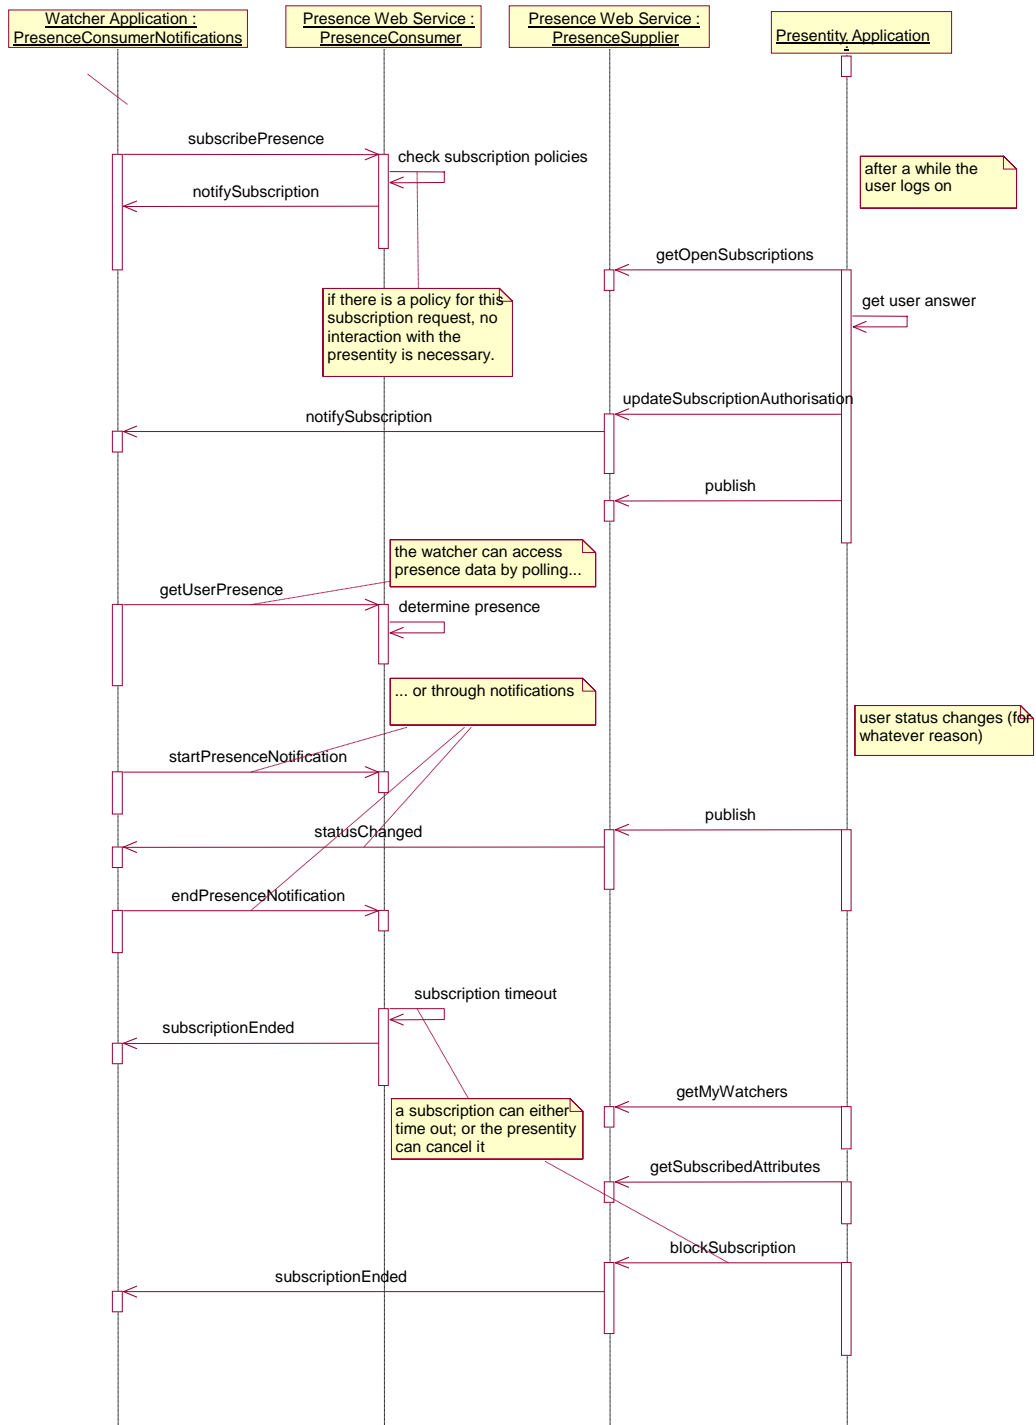 Watcher Application :
PresenceConsumerNotifications
Presence Web Service :
PresenceConsumer
Presence Web Service :
PresenceSupplier
Presentity Application
:
subscribePresence
check subscription policies
after a while the
user logs on
notifySubscription
getOpenSubscriptions
if there is a policy for this
subscription request, no
interaction with the
presentity is necessary.
get user answer
updateSubscriptionAuthorisation
notifySubscription
publish
the watcher can access
presence data by polling...
getUserPresence
determine presence
... or through notifications
user status changes (for
whatever reason)
startPresenceNotification
publish
statusChanged
endPresenceNotification
subscription timeout
subscriptionEnded
getMyWatchers
a subscription can either
time out; or the presentity
can cancel it
getSubscribedAttributes
blockSubscription
subscriptionEnded